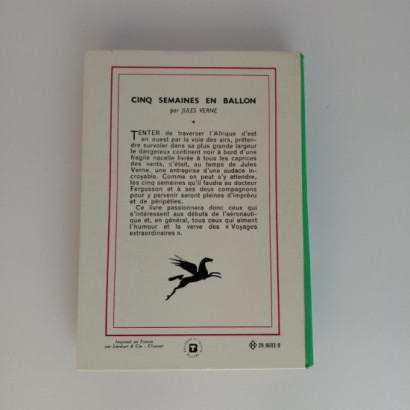 CINQ SEMAINES EN BALLON
par JULES VERNE
TENTER de traverser l'Afrique d'est
en ouest par la voie des airs, préten-
dre survoler dans sa plus grande largeur
le dangereux continent noir à bord d'une
fragile nacelle livrée à tous les caprices
des vents, c'était, au temps de Jules
Verne, une entreprise d'une audace in-
croyable. Comme on peut s'y attendre,
les cinq semaines qu'il faudra au docteur
Fergusson et à ses deux compagnons
pour y parvenir seront pleines d'imprévu
et de péripéties.
Ce livre passionnera donc ceux qui
s'intéressent aux débuts de l'aéronauti-
que et, en général, tous ceux qui aiment
l'humour et la verve des « Voyages
extraordinaires ».
Imprimé en France